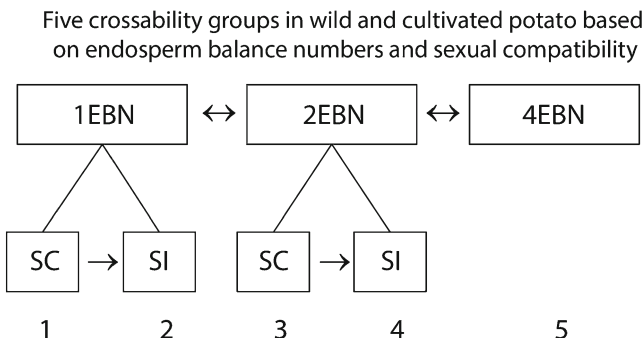 Five crossability groups in wild and cultivated potato based
on endosperm balance numbers and sexual compatibility
1EBN ↔ 2EBN ↔ 4EBN
SC → SI SC → SI
1 2 3 4 5